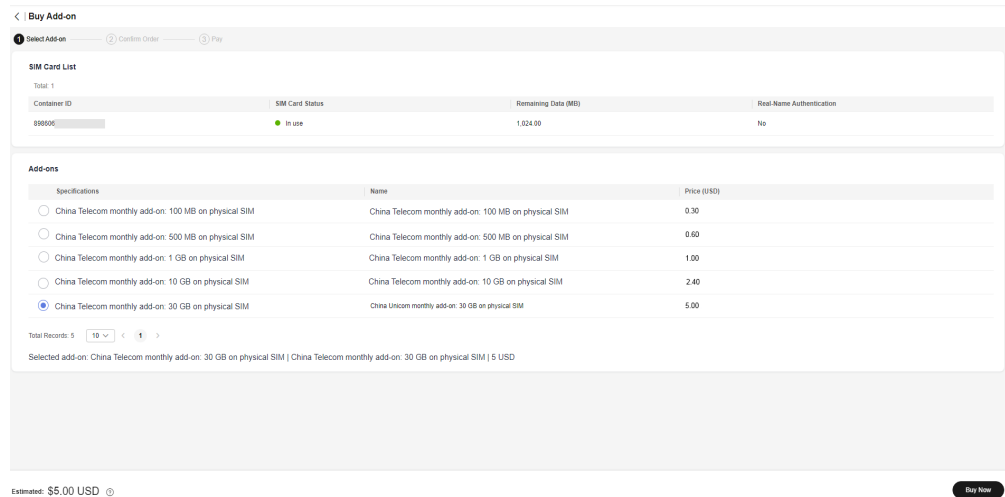 Buy Add-on
1 Select Add-on 2 Confirm Order 3 Pay
SIM Card List
Total: 1
Container ID SIM Card Status Remaining Data (MB) Real-Name Authentication
898606 In use 1,024.00 No
Add-ons
Specifications Name Price (USD)
China Telecom monthly add-on: 100 MB on physical SIM China Telecom monthly add-on: 100 MB on physical SIM 0.30
China Telecom monthly add-on: 500 MB on physical SIM China Telecom monthly add-on: 500 MB on physical SIM 0.60
China Telecom monthly add-on: 1 GB on physical SIM China Telecom monthly add-on: 1 GB on physical SIM 1.00
China Telecom monthly add-on: 10 GB on physical SIM China Telecom monthly add-on: 10 GB on physical SIM 2.40
China Telecom monthly add-on: 30 GB on physical SIM China Unicom monthly add-on: 30 GB on physical SIM 5.00
Total Records: 5 10 < 1 >
Selected add-on: China Telecom monthly add-on: 30 GB on physical SIM | China Telecom monthly add-on: 30 GB on physical SIM | 5 USD
Estimated: $5.00 USD ? Buy Now